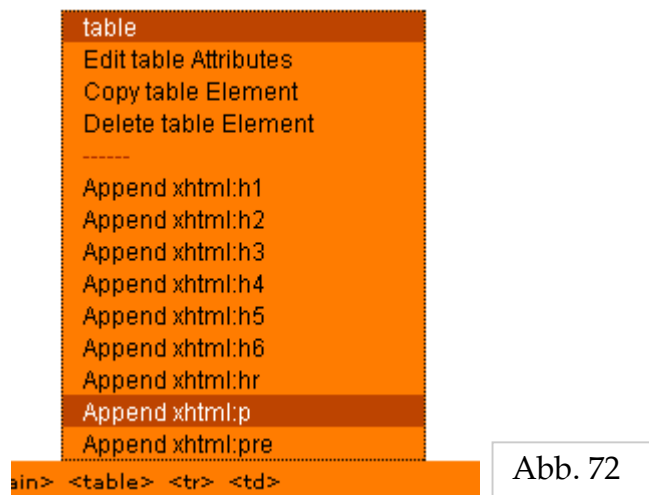 table
Edit table Attributes
Copy table Element
Delete table Element
------
Append xhtml:h1
Append xhtml:h2
Append xhtml:h3
Append xhtml:h4
Append xhtml:h5
Append xhtml:h6
Append xhtml:hr
Append xhtml:p
Append xhtml:pre
ain> <table> <tr> <td>
Abb. 72